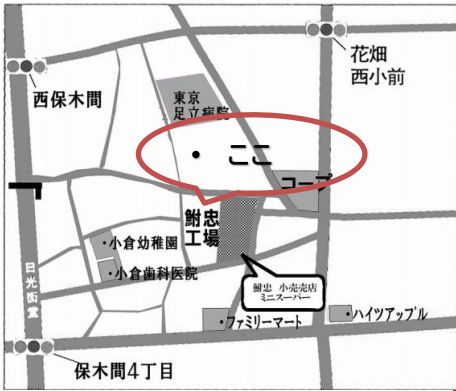 花畑
西小前
西保木間
東京
足立病院
・ ここ
コープ
鮒忠
工場
・小倉幼稚園
・小倉歯科医院
日光街道
鮒忠 小売売店
ミニスーパー
・ファミリーマート
・ハイツアップル
保木間4丁目